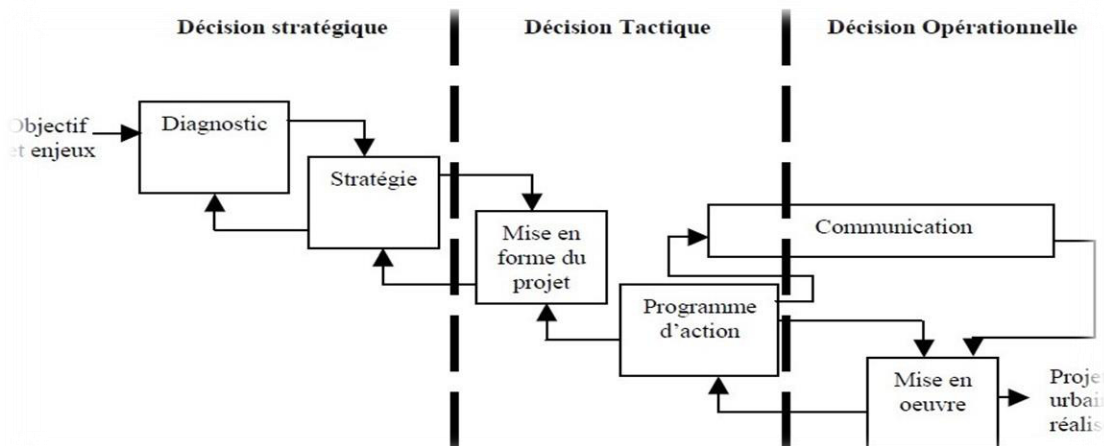 Décision stratégique
Décision Tactique
Décision Opérationnelle
Objectif
et enjeux
Diagnostic
Stratégie
Mise en
forme du
projet
Programme
d'action
Communication
Mise en
oeuvre